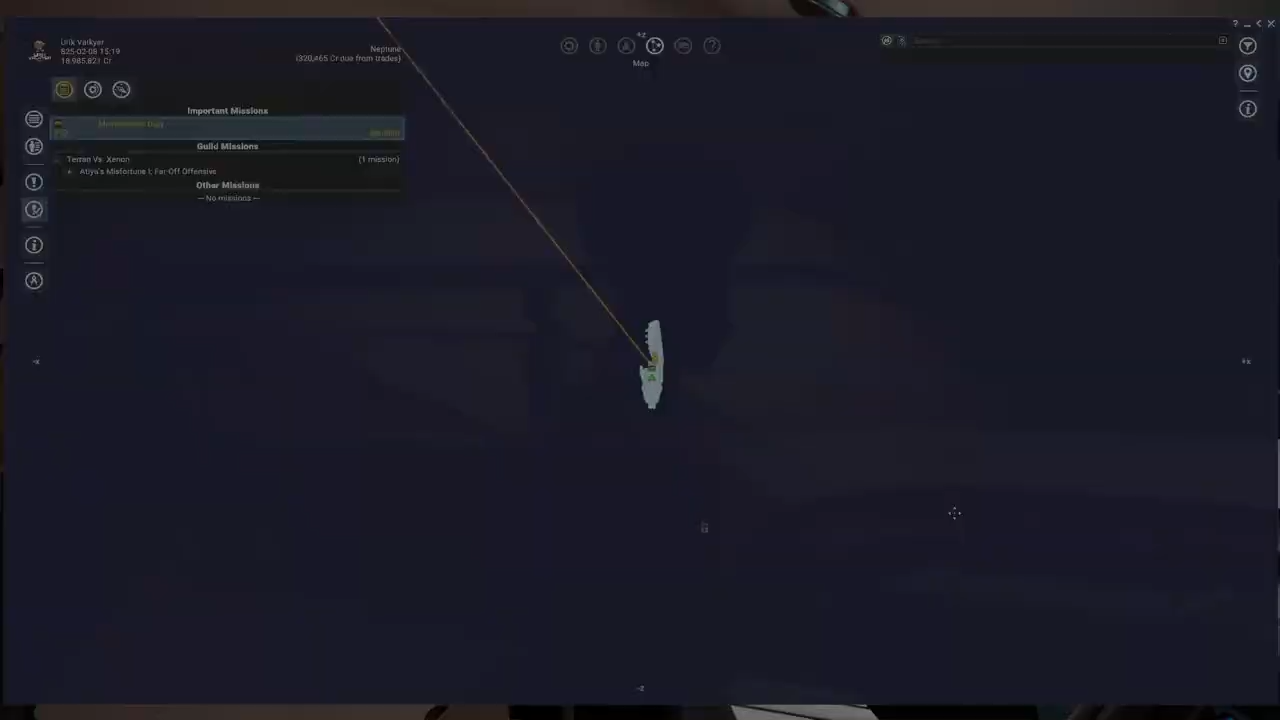 Urik Varkyer
825-02-08 15:19
18,985,821 Cr
Neptune
(320,465 Cr due from trades)
+z
Map
Important Missions
Guild Missions
Terran Vs. Xenon (1 mission)
+ Atiya's Misfortune I: Far-Off Offensive
Other Missions
— No missions —
-x
+x
-z